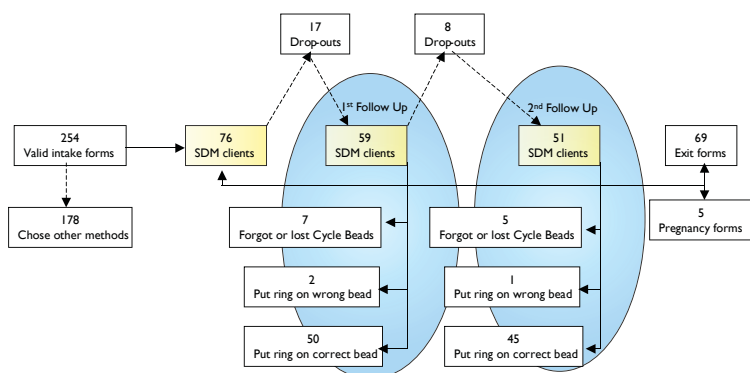 17
Drop-outs
8
Drop-outs
1st Follow Up
2nd Follow Up
254
Valid intake forms
76
SDM clients
59
SDM clients
51
SDM clients
69
Exit forms
178
Chose other methods
7
Forgot or lost Cycle Beads
5
Forgot or lost Cycle Beads
5
Pregnancy forms
2
Put ring on wrong bead
1
Put ring on wrong bead
50
Put ring on correct bead
45
Put ring on correct bead